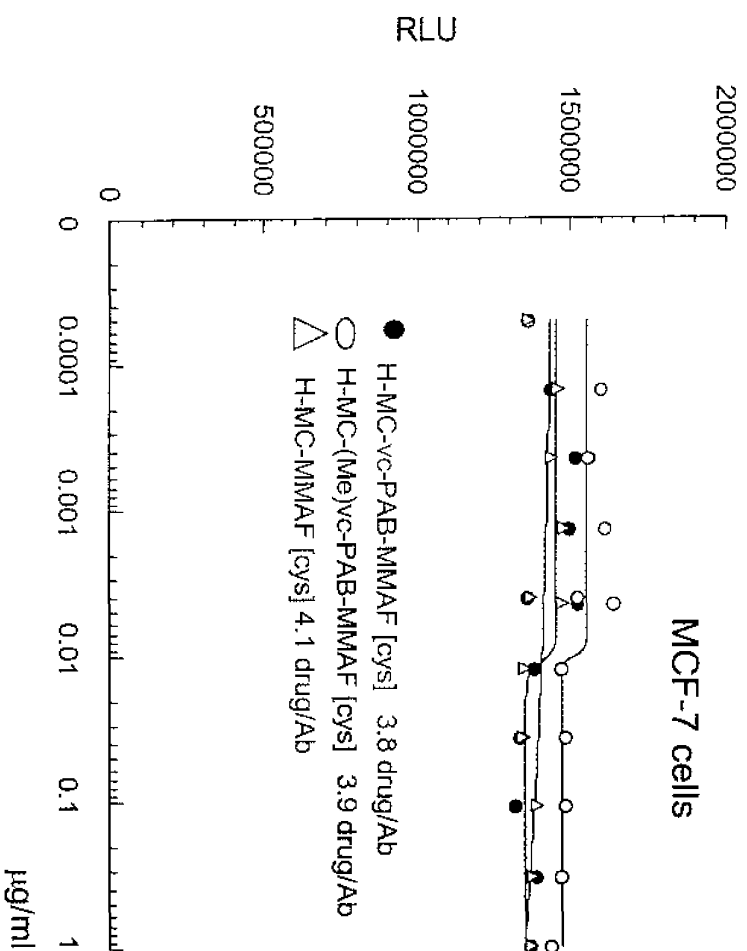 MCF-7 cells
RLU
2000000
1500000
1000000
500000
0
H-MC-vc-PAB-MMAF [cys] 3.8 drug/Ab
H-MC-(Me)vc-PAB-MMAF [cys] 3.9 drug/Ab
H-MC-MMAF [cys] 4.1 drug/Ab
0 0.0001 0.001 0.01 0.1 1
µg/ml